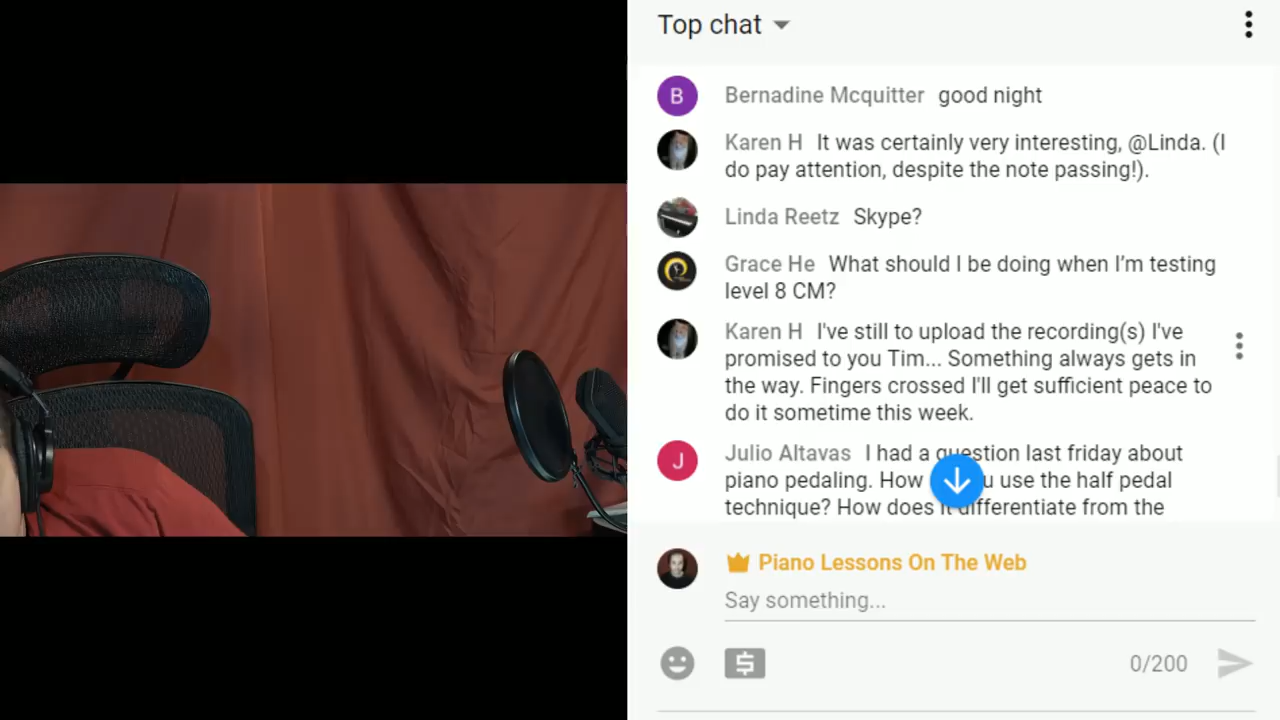 Top chat
B
Bernadine Mcquitter good night
Karen H It was certainly very interesting, @Linda. (I
do pay attention, despite the note passing!).
Linda Reetz Skype?
Grace He What should I be doing when I'm testing
level 8 CM?
Karen H I've still to upload the recording(s) I've
promised to you Tim... Something always gets in
the way. Fingers crossed I'll get sufficient peace to
do it sometime this week.
J
Julio Altavas I had a question last friday about
piano pedaling. How use the half pedal
technique? How does it differentiate from the
Piano Lessons On The Web
Say something...
0/200